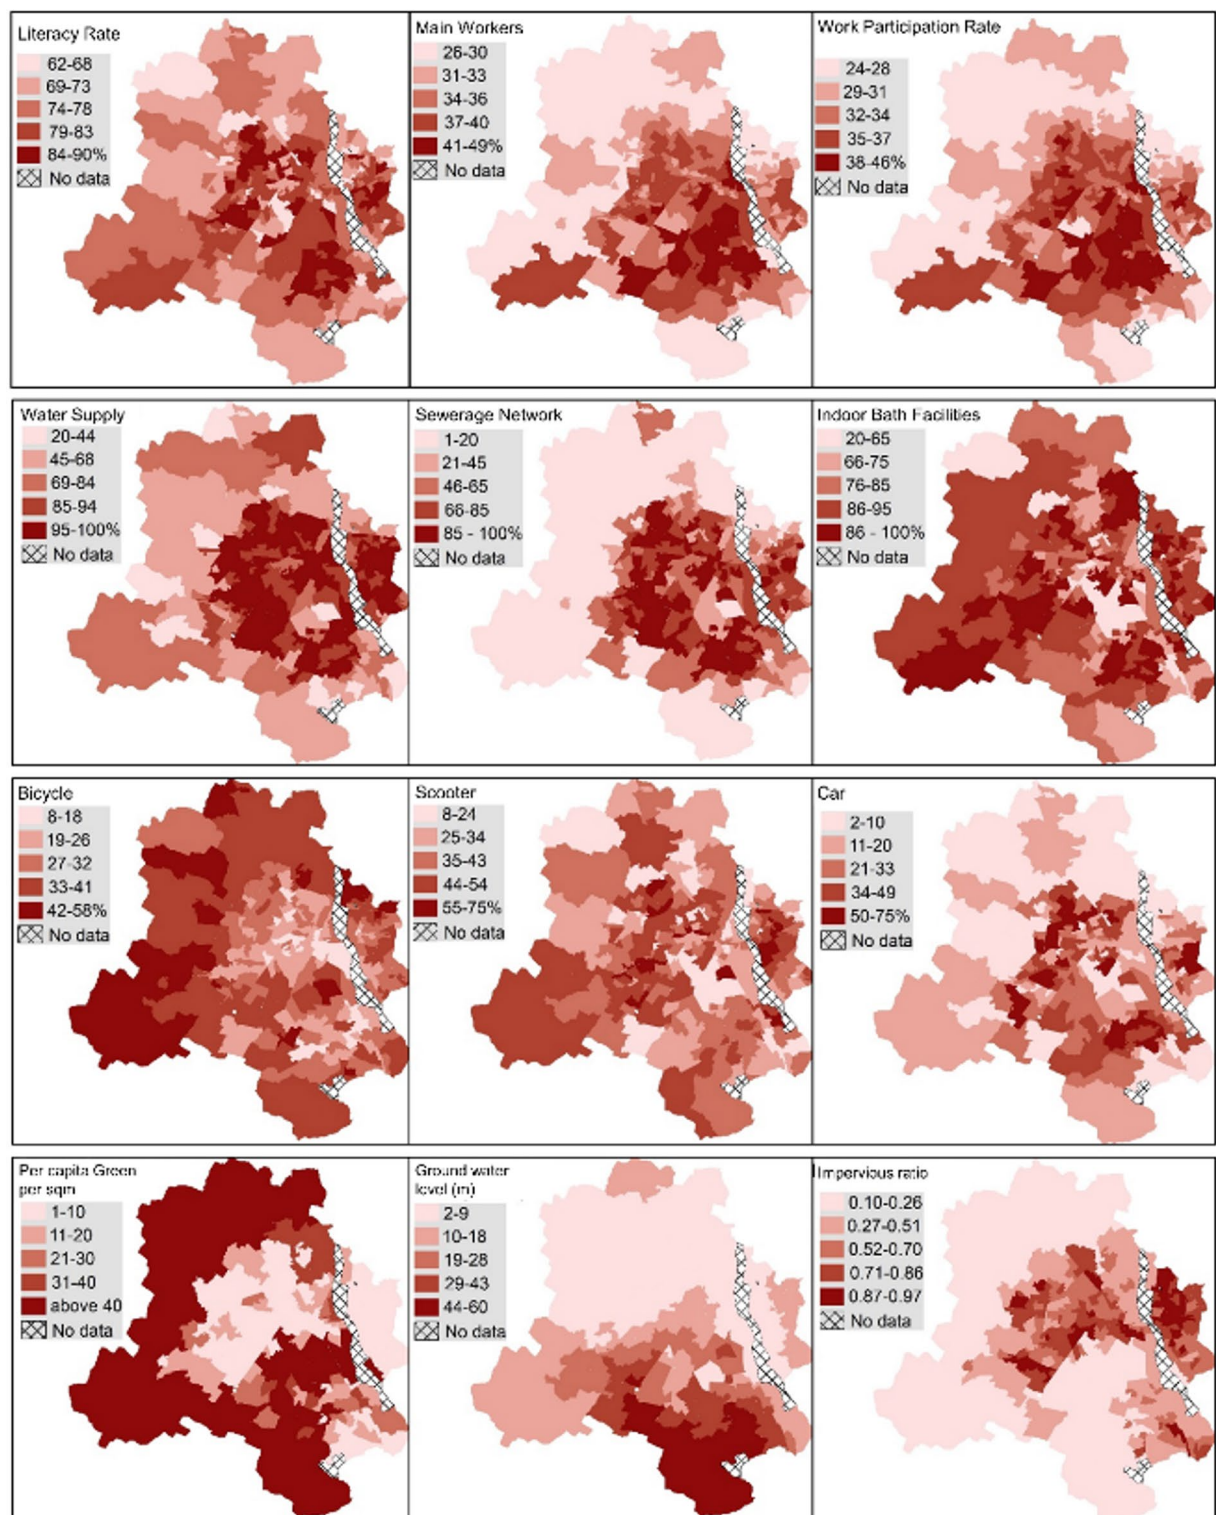 Literacy Rate
62-68
69-73
74-78
79-83
84-90%
No data
Main Workers
26-30
31-33
34-36
37-40
41-49%
No data
Work Participation Rate
24-28
29-31
32-34
35-37
38-46%
No data
Water Supply
20-44
45-68
69-84
85-94
95-100%
No data
Sewerage Network
1-20
21-45
46-65
66-85
85 - 100%
No data
Indoor Bath Facilities
20-65
66-75
76-85
86-95
86 - 100%
No data
Bicycle
8-18
19-26
27-32
33-41
42-58%
No data
Scooter
8-24
25-34
35-43
44-54
55-75%
No data
Car
2-10
11-20
21-33
34-49
50-75%
No data
Per capita Green
per sqm
1-10
11-20
21-30
31-40
above 40
No data
Ground water
level (m)
2-9
10-18
19-28
29-43
44-60
No data
Impervious ratio
0.10-0.26
0.27-0.51
0.52-0.70
0.71-0.86
0.87-0.97
No data